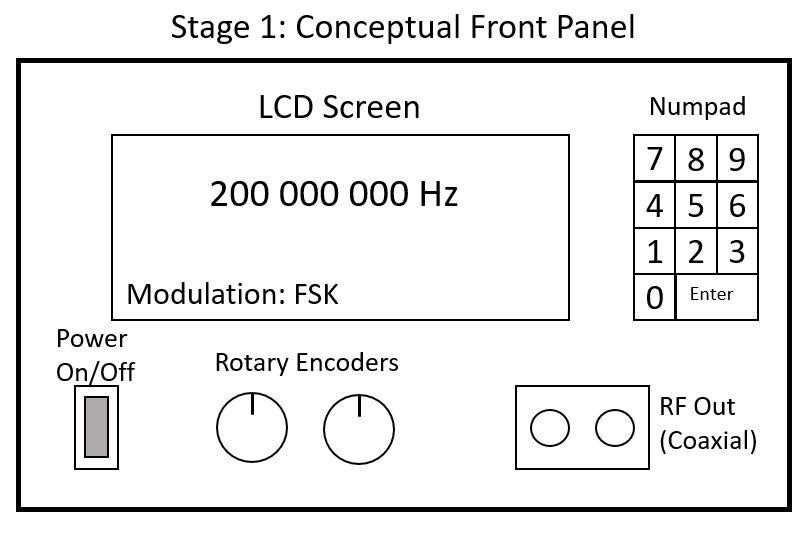 Stage 1: Conceptual Front Panel
LCD Screen
Numpad
200 000 000 Hz
Modulation: FSK
7 8 9
4 5 6
1 2 3
0 Enter
Power
On/Off
Rotary Encoders
RF Out
(Coaxial)